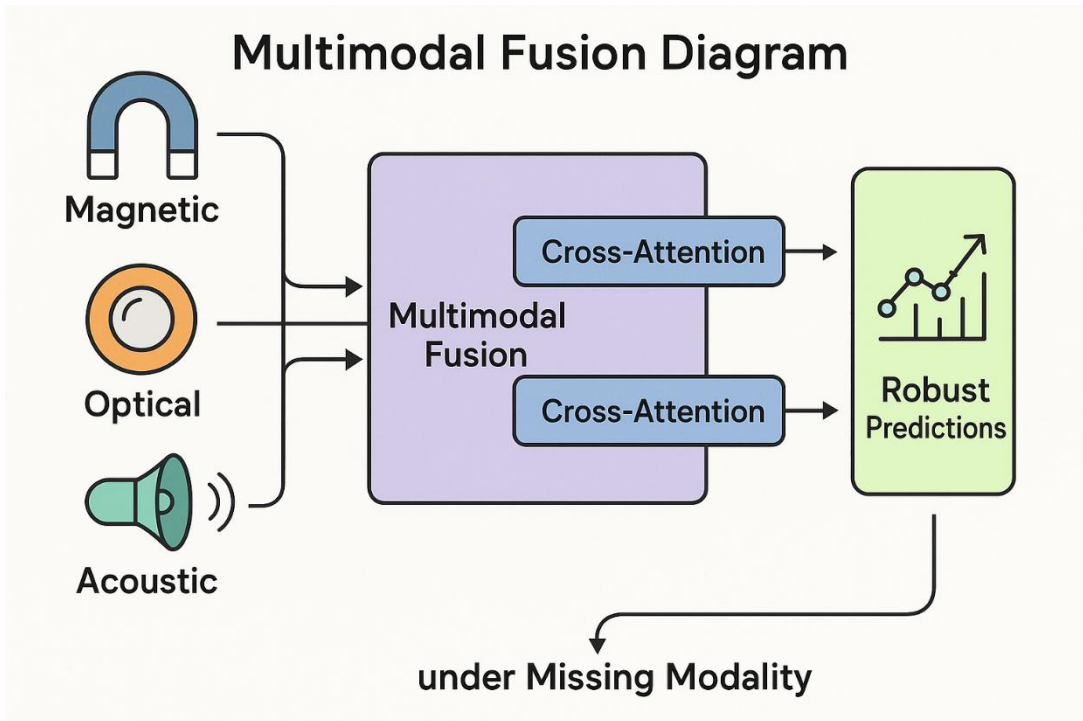 Multimodal Fusion Diagram
Magnetic
Optical
Acoustic
Multimodal
Fusion
Cross-Attention
Cross-Attention
Robust
Predictions
under Missing Modality